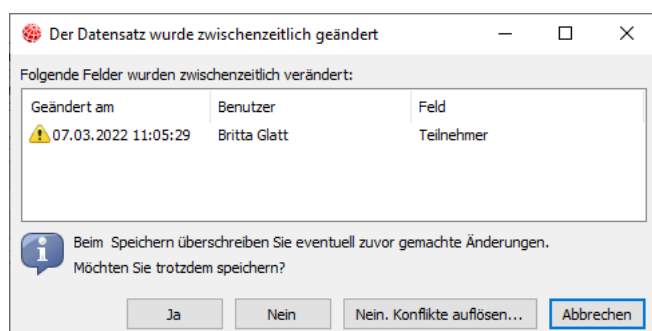 Der Datensatz wurde zwischenzeitlich geändert
Folgende Felder wurden zwischenzeitlich verändert:
Geändert am Benutzer Feld
07.03.2022 11:05:29 Britta Glatt Teilnehmer
Beim Speichern überschreiben Sie eventuell zuvor gemachte Änderungen.
Möchten Sie trotzdem speichern?
Ja Nein Nein. Konflikte auflösen... Abbrechen